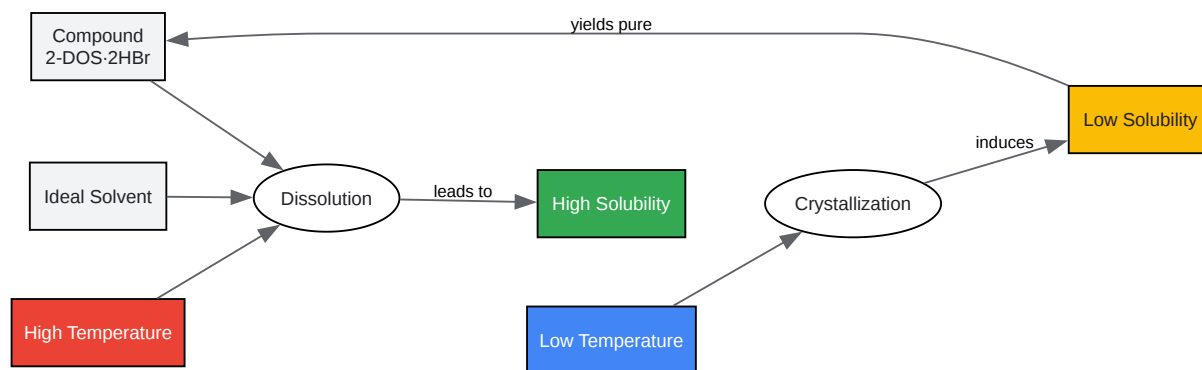 Compound
2-DOS·2HBr
yields pure
Low Solubility
induces
Ideal Solvent
Dissolution
leads to
High Solubility
Crystallization
High Temperature
Low Temperature